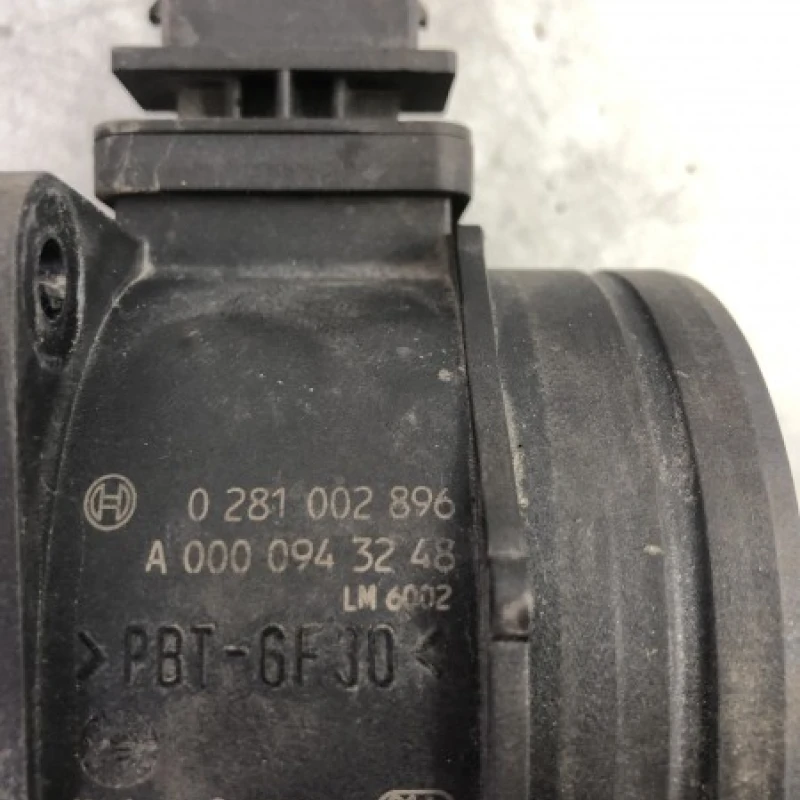 0 281 002 896
A 000 094 32 48
LM 6002
>PBT-GF30<